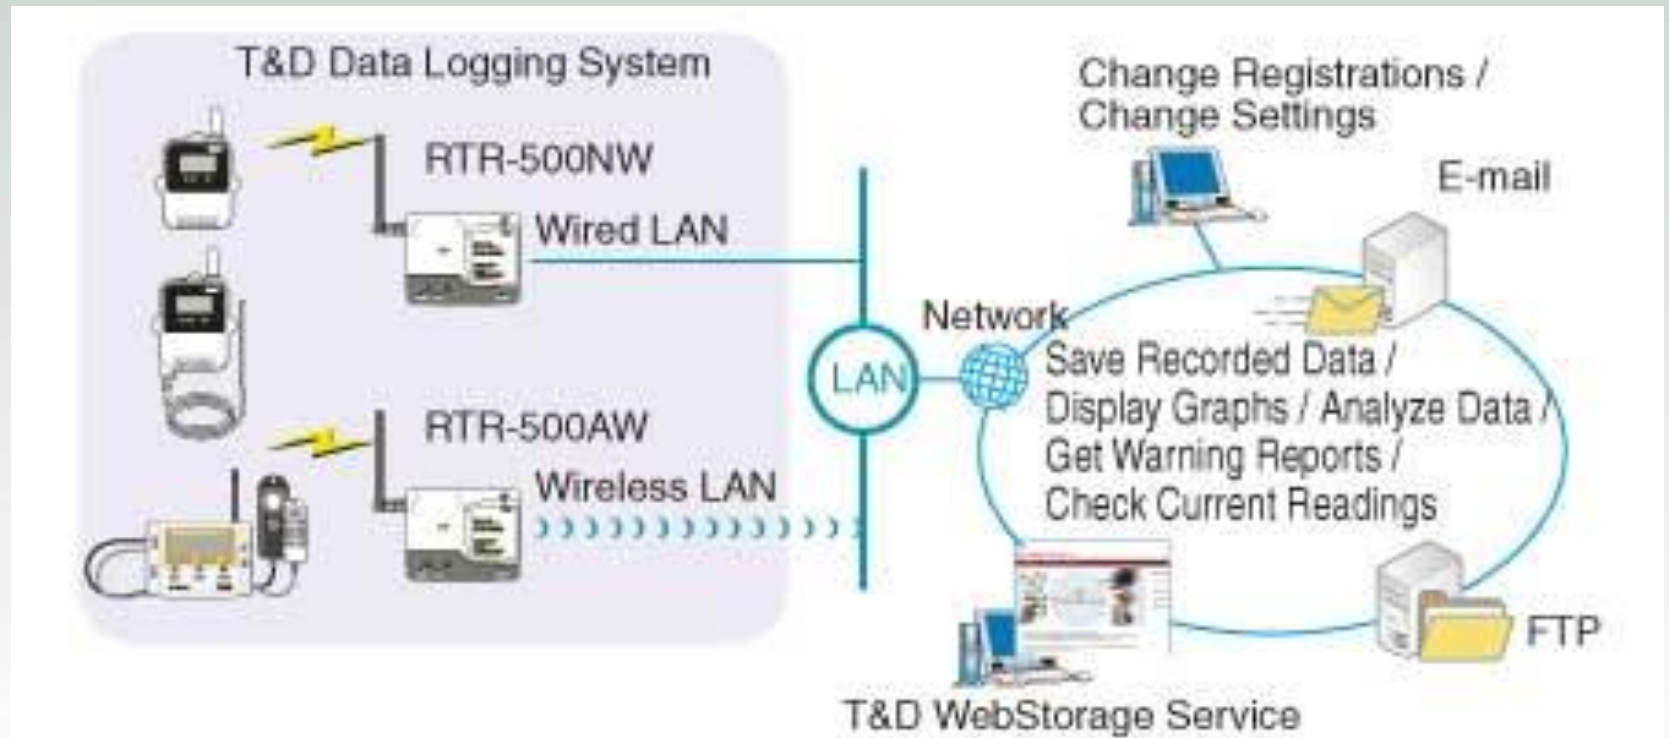 T&D Data Logging System
RTR-500NW
Wired LAN
RTR-500AW
Wireless LAN
LAN
Network
Change Registrations /
Change Settings
E-mail
Save Recorded Data /
Display Graphs / Analyze Data /
Get Warning Reports /
Check Current Readings
FTP
T&D WebStorage Service